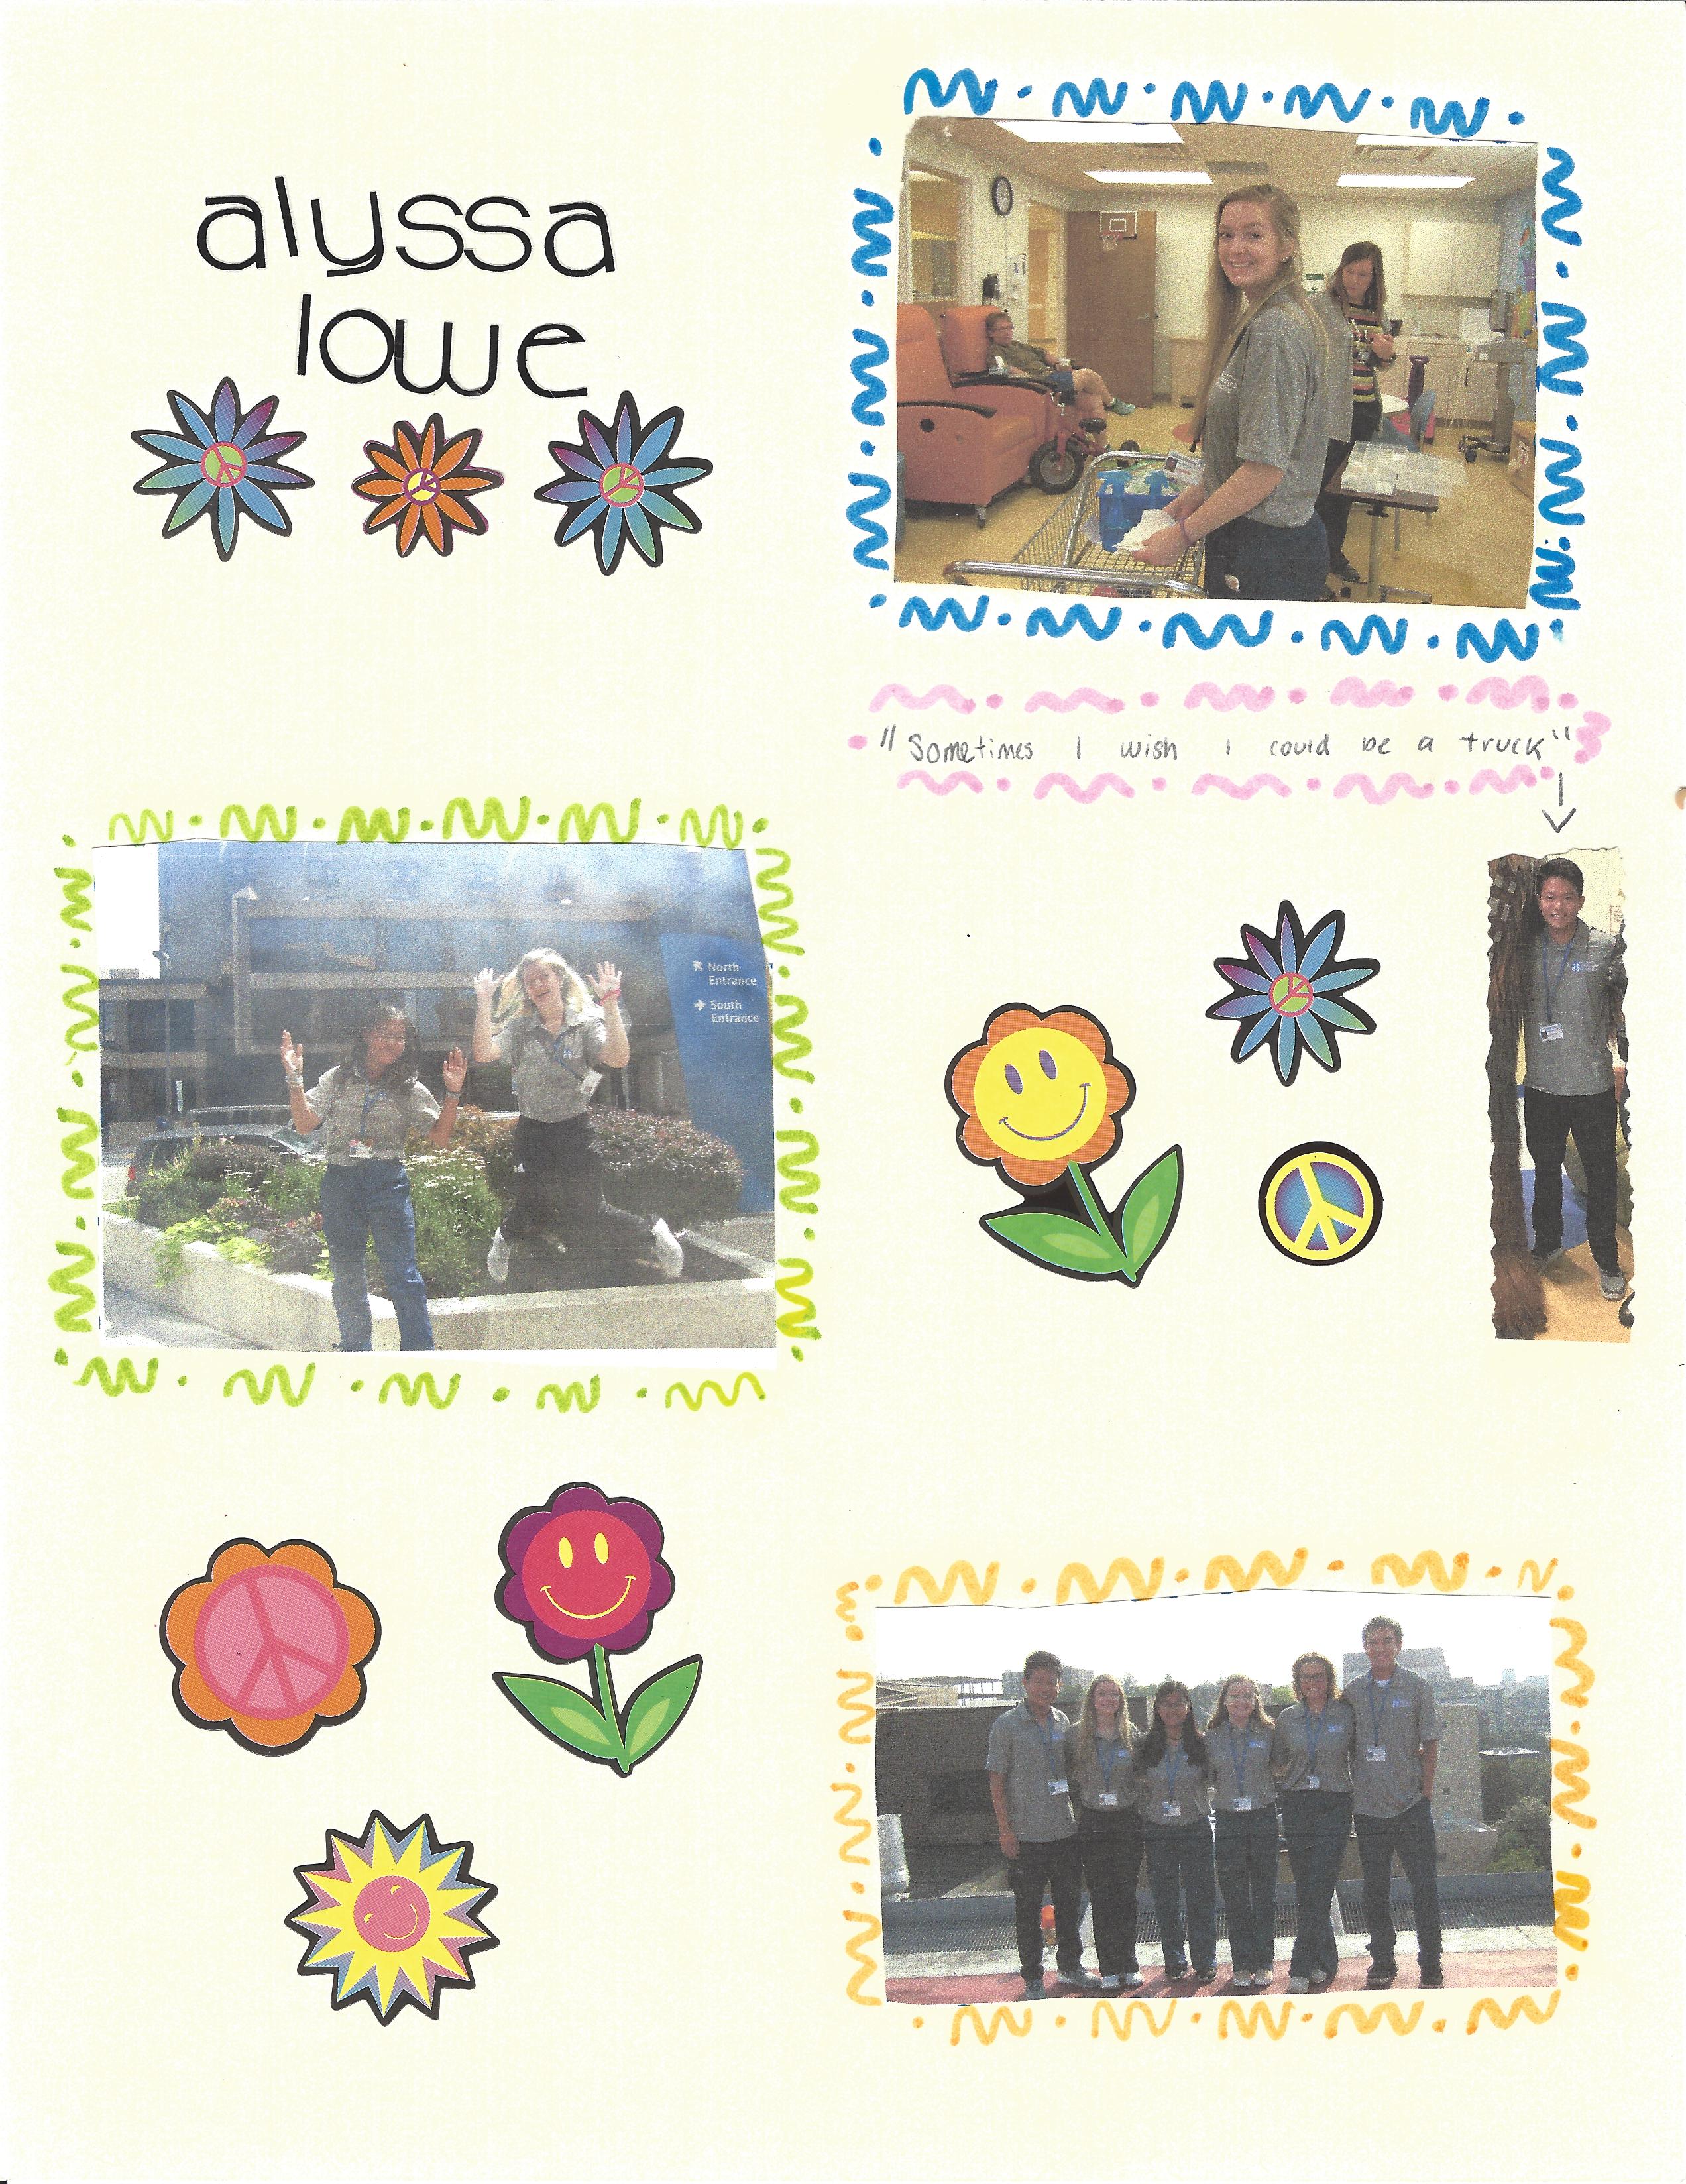 alyssa
lowe
"Sometimes I wish I could be a truck"
North
Entrance
South
Entrance